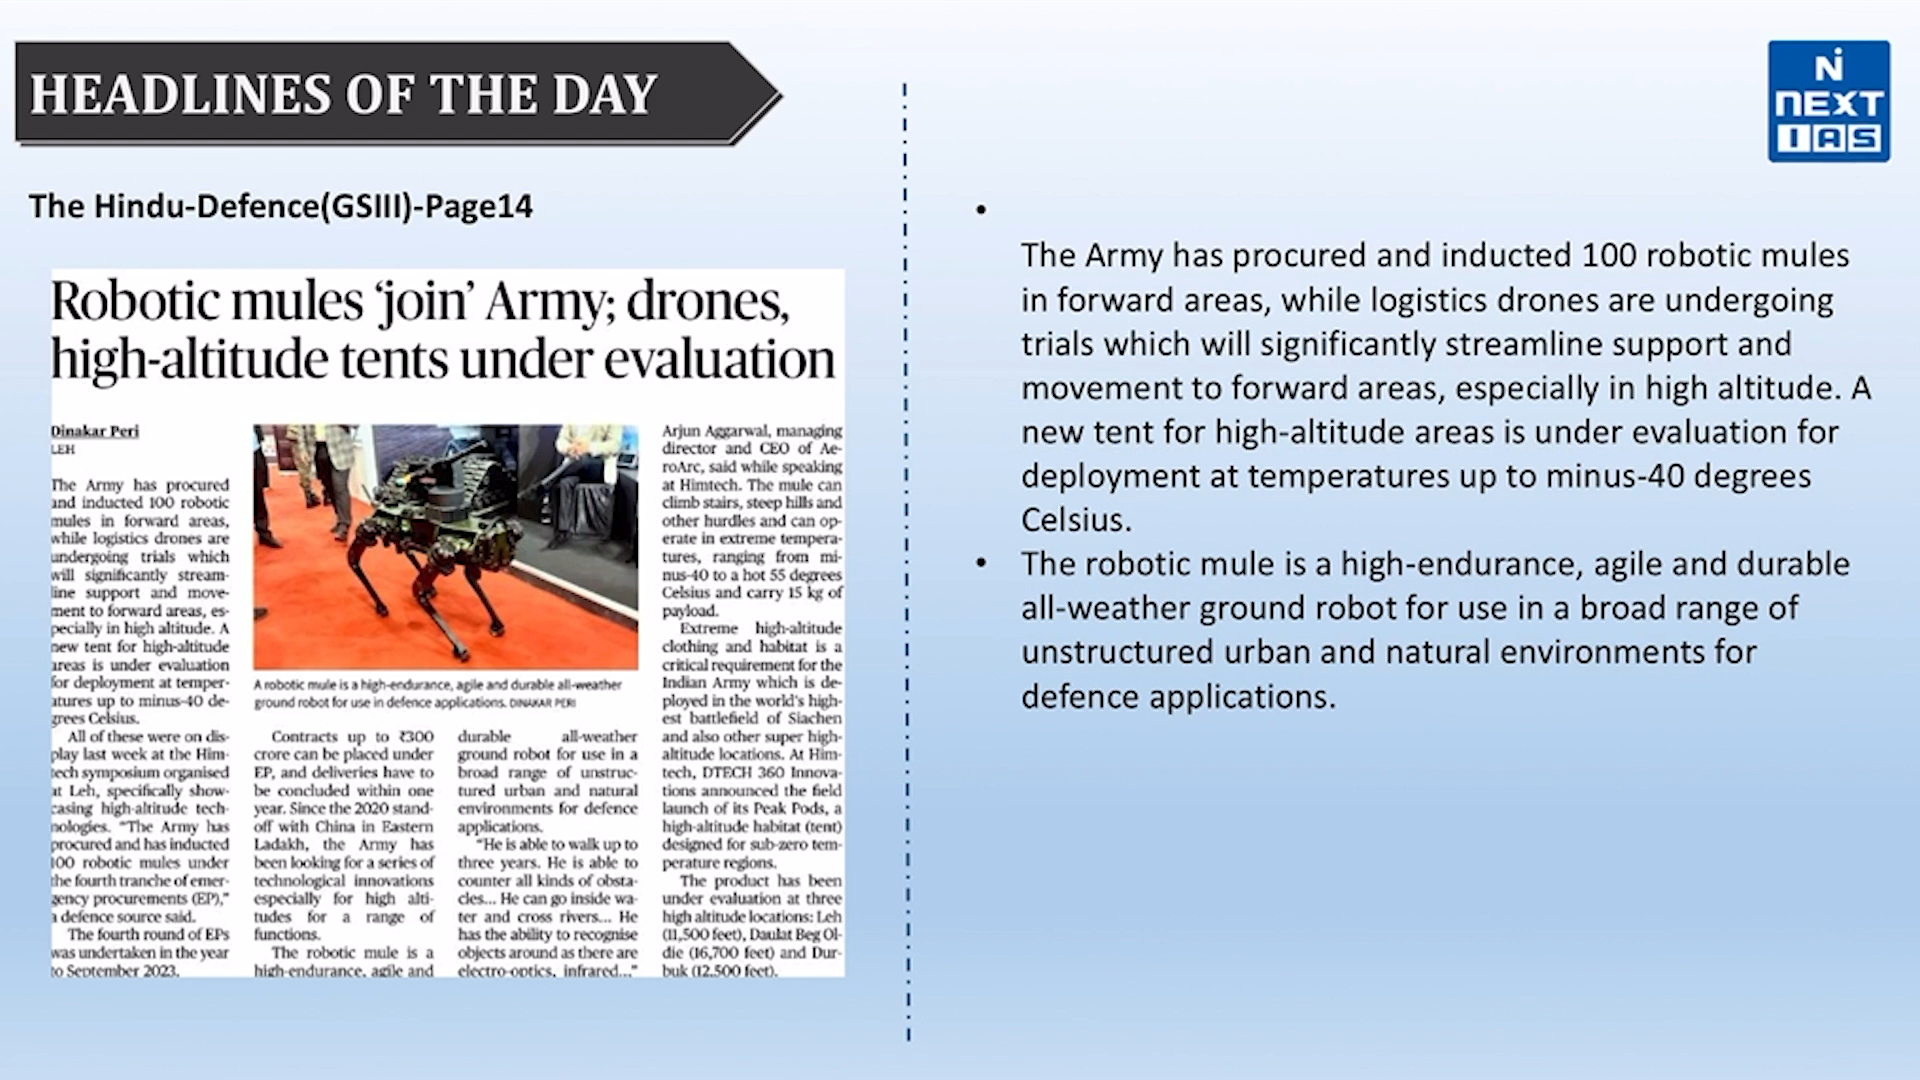 HEADLINES OF THE DAY
The Hindu-Defence(GSIII)-Page14
Robotic mules ‘join’ Army; drones,
high-altitude tents under evaluation
Dinakar Peri
LEH
The Army has procured
and inducted 100 robotic
mules in forward areas,
while logistics drones are
undergoing trials which
will significantly stream-
line support and move-
ment to forward areas, es-
pecially in high altitude. A
new tent for high-altitude
areas is under evaluation
for deployment at temper-
atures up to minus-40 de-
grees Celsius.
All of these were on dis-
play last week at the Him-
tech symposium organised
at Leh, specifically show-
casing high-altitude tech-
nologies. “The Army has
procured and has inducted
100 robotic mules under
the fourth tranche of emer-
gency procurements (EP),”
a defence source said.
The fourth round of EPs
was undertaken in the year
to September 2023.
A robotic mule is a high-endurance, agile and durable all-weather
ground robot for use in defence applications. DINAKAR PERI
Contracts up to ₹300
crore can be placed under
EP, and deliveries have to
be concluded within one
year. Since the 2020 stand-
off with China in Eastern
Ladakh, the Army has
been looking for a series of
technological innovations
especially for high alti-
tudes for a range of
functions.
The robotic mule is a
high-endurance, agile and
durable all-weather
ground robot for use in a
broad range of unstruc-
tured urban and natural
environments for defence
applications.
“He is able to walk up to
three years. He is able to
counter all kinds of obsta-
cles... He can go inside wa-
ter and cross rivers... He
has the ability to recognise
objects around as there are
electro-optics, infrared...”
Arjun Aggarwal, managing
director and CEO of Ae-
roArc, said while speaking
at Himtech. The mule can
climb stairs, steep hills and
other hurdles and can op-
erate in extreme tempera-
tures, ranging from mi-
nus-40 to a hot 55 degrees
Celsius and carry 15 kg of
payload.
Extreme high-altitude
clothing and habitat is a
critical requirement for the
Indian Army which is de-
ployed in the world's high-
est battlefield of Siachen
and also other super high-
altitude locations. At Him-
tech, DTECH 360 Innova-
tions announced the field
launch of its Peak Pods, a
high-altitude habitat (tent)
designed for sub-zero tem-
perature regions.
The product has been
under evaluation at three
high altitude locations: Leh
(11,500 feet), Daulat Beg Ol-
die (16,700 feet) and Dur-
buk (12,500 feet).
N
NEXT
IAS
•
The Army has procured and inducted 100 robotic mules
in forward areas, while logistics drones are undergoing
trials which will significantly streamline support and
movement to forward areas, especially in high altitude. A
new tent for high-altitude areas is under evaluation for
deployment at temperatures up to minus-40 degrees
Celsius.
• The robotic mule is a high-endurance, agile and durable
all-weather ground robot for use in a broad range of
unstructured urban and natural environments for
defence applications.